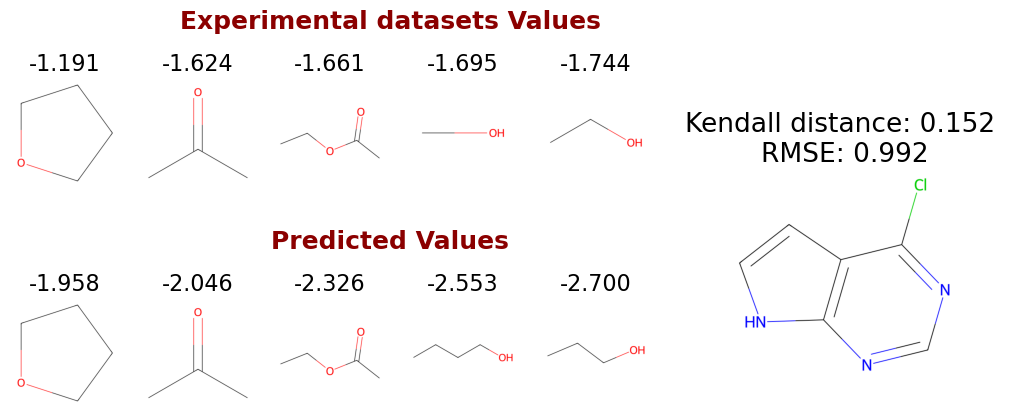 Experimental datasets Values
-1.191 -1.624 -1.661 -1.695 -1.744
O O O O OH OH
Predicted Values
-1.958 -2.046 -2.326 -2.553 -2.700
O O O O OH OH
Kendall distance: 0.152
RMSE: 0.992
Cl
N
HN
N